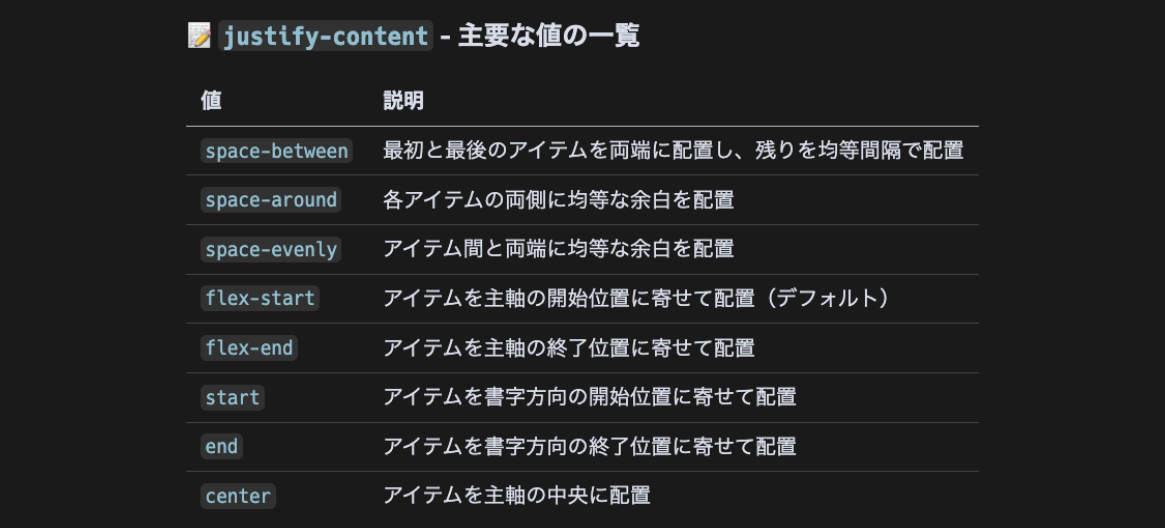 📝 justify-content - 主要な値の一覧
値 説明
space-between 最初と最後のアイテムを両端に配置し、残りを均等間隔で配置
space-around 各アイテムの両側に均等な余白を配置
space-evenly アイテム間と両端に均等な余白を配置
flex-start アイテムを主軸の開始位置に寄せて配置（デフォルト）
flex-end アイテムを主軸の終了位置に寄せて配置
start アイテムを書字方向の開始位置に寄せて配置
end アイテムを書字方向の終了位置に寄せて配置
center アイテムを主軸の中央に配置